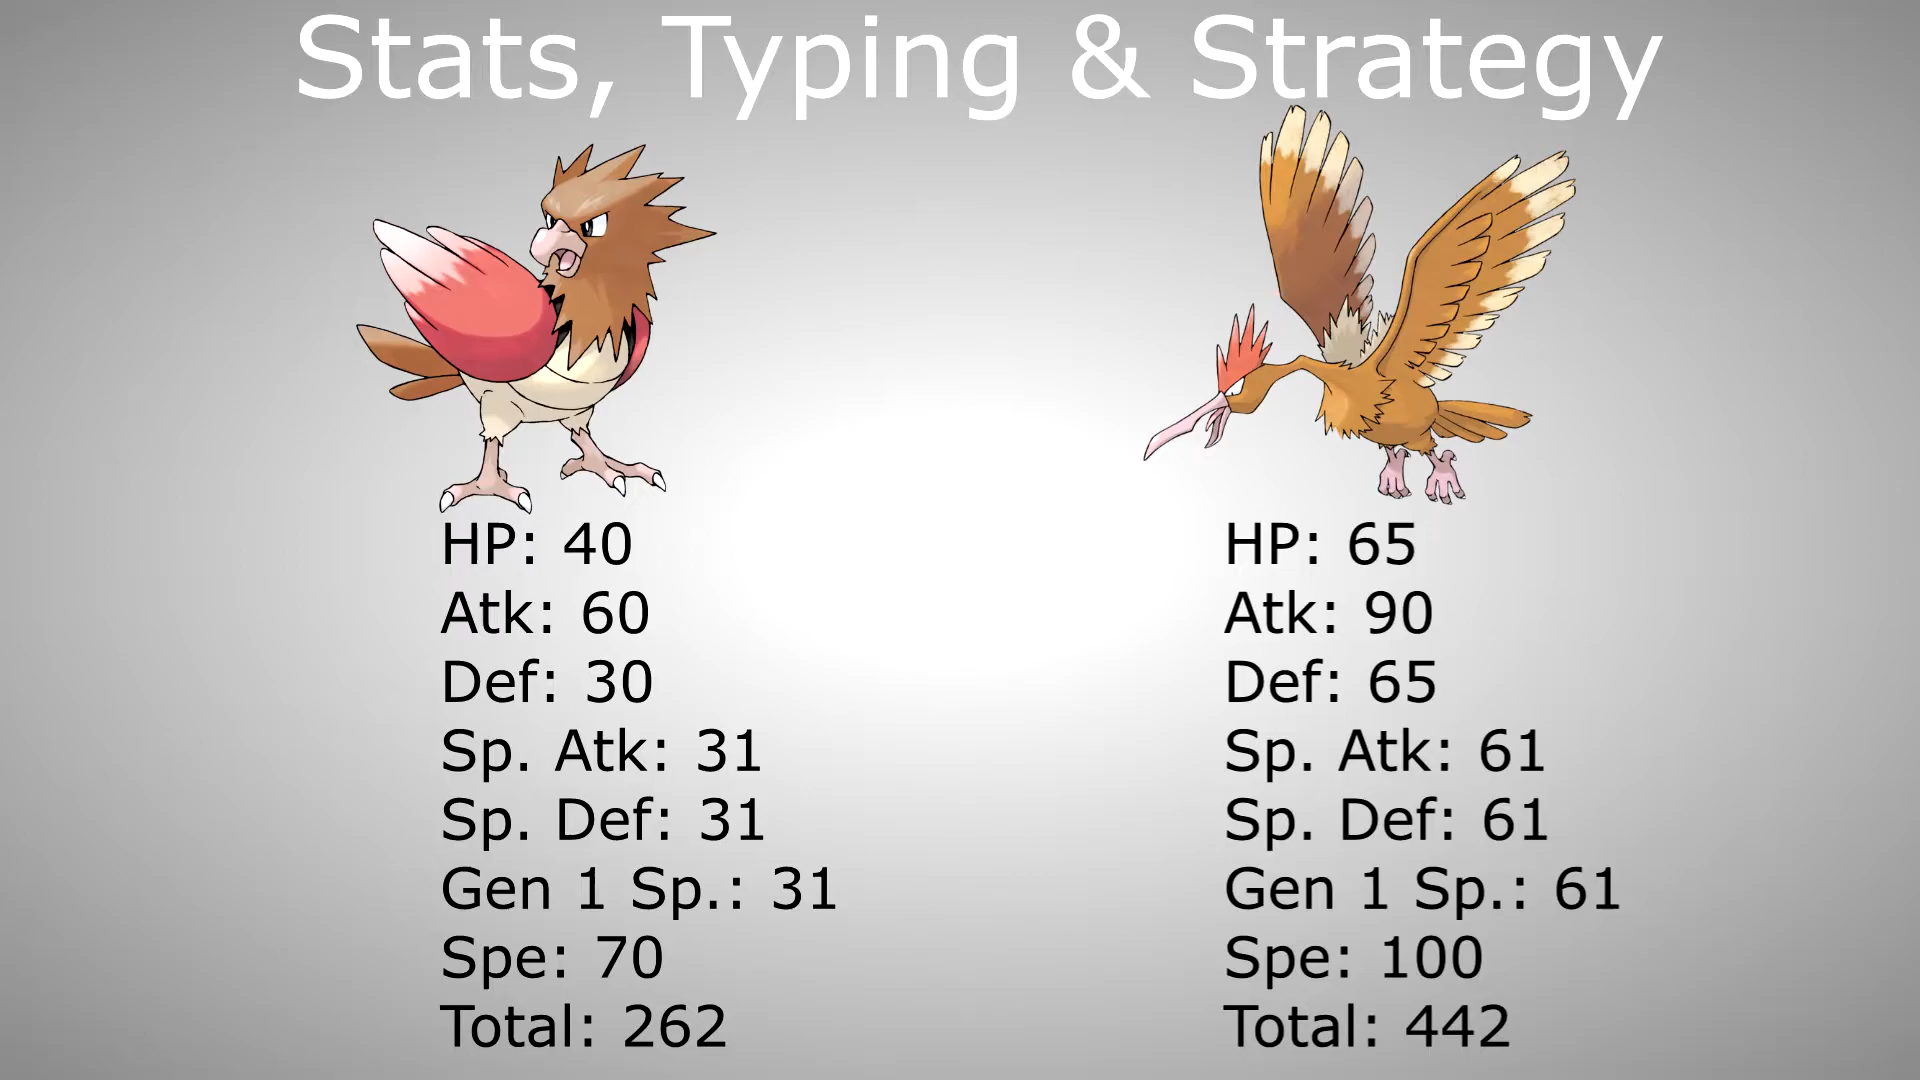 Stats, Typing & Strategy
HP: 40
Atk: 60
Def: 30
Sp. Atk: 31
Sp. Def: 31
Gen 1 Sp.: 31
Spe: 70
Total: 262
HP: 65
Atk: 90
Def: 65
Sp. Atk: 61
Sp. Def: 61
Gen 1 Sp.: 61
Spe: 100
Total: 442